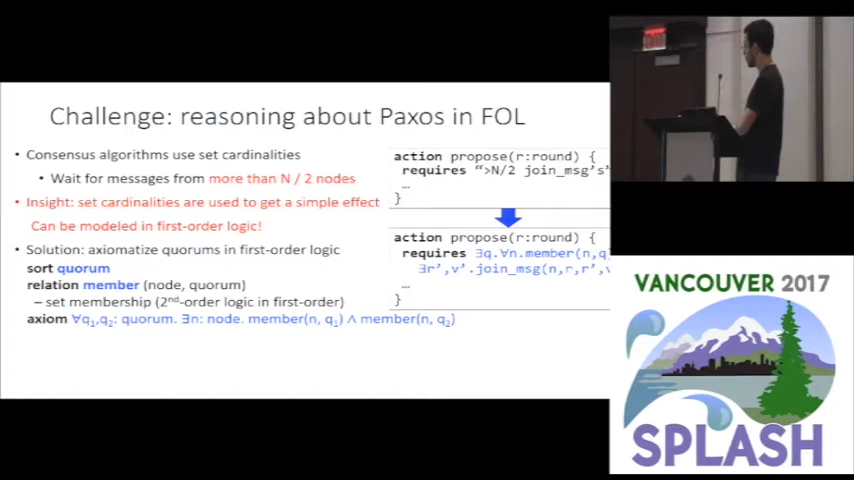 Challenge: reasoning about Paxos in FOL
• Consensus algorithms use set cardinalities
• Wait for messages from more than N / 2 nodes
• Insight: set cardinalities are used to get a simple effect
Can be modeled in first-order logic!
• Solution: axiomatize quorums in first-order logic
sort quorum
relation member (node, quorum)
– set membership (2nd-order logic in first-order)
axiom ∀q1,q2: quorum. ∃n: node. member(n, q1) ∧ member(n, q2)
action propose(r:round) {
requires “>N/2 join_msg’s”
…
}
action propose(r:round) {
requires ∃q.∀n.member(n,q
∃r’,v’.join_msg(n,r,r’,v
…
}
VANCOUVER 2017
SPLASH